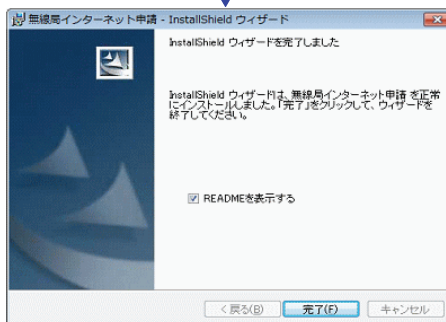 無線局インターネット申請 - InstallShield ウィザード
InstallShield ウィザードを完了しました
InstallShield ウィザードは、無線局インターネット申請 を正常
にインストールしました。「完了」をクリックして、ウィザードを
終了してください。
READMEを表示する
< 戻る(B)
完了(F)
キャンセル